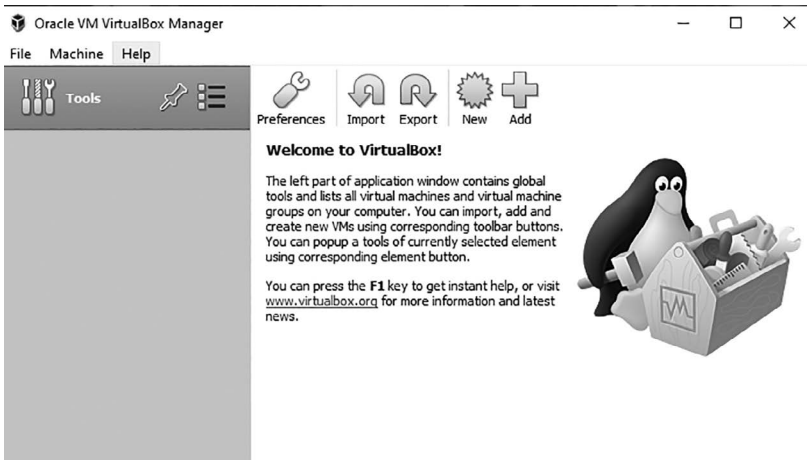 Oracle VM VirtualBox Manager
File Machine Help
Tools
Preferences Import Export New Add
Welcome to VirtualBox!
The left part of application window contains global
tools and lists all virtual machines and virtual machine
groups on your computer. You can import, add and
create new VMs using corresponding toolbar buttons.
You can popup a tools of currently selected element
using corresponding element button.
You can press the F1 key to get instant help, or visit
www.virtualbox.org for more information and latest
news.
VM